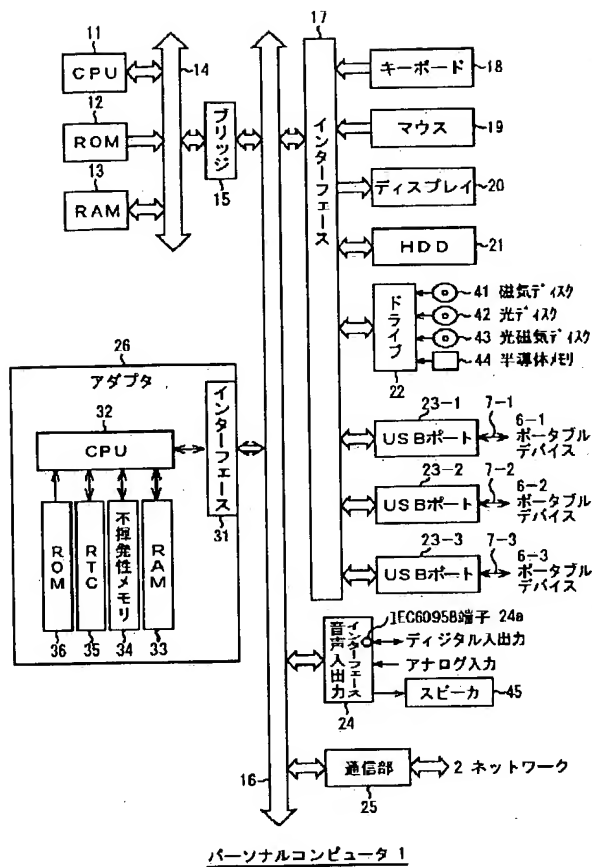 11
CPU
12
ROM
13
RAM
14
ブリッジ
15
17
インターフェース
キーボード
18
マウス
19
ディスプレイ
20
HDD
21
ドライブ
22
41 磁気ディスク
42 光ディスク
43 光磁気ディスク
44 半導体メモリ
23-1
USBポート
7-1
6-1
ポータブル
デバイス
23-2
USBポート
7-2
6-2
ポータブル
デバイス
23-3
USBポート
7-3
6-3
ポータブル
デバイス
26
アダプタ
32
CPU
インターフェース
31
ROM
RTC
不揮発性メモリ
RAM
36
35
34
33
音声入出力
インターフェース
24
IEC60958端子 24a
ディジタル入出力
アナログ入力
スピーカ
45
16
通信部
25
2 ネットワーク
パーソナルコンピュータ 1